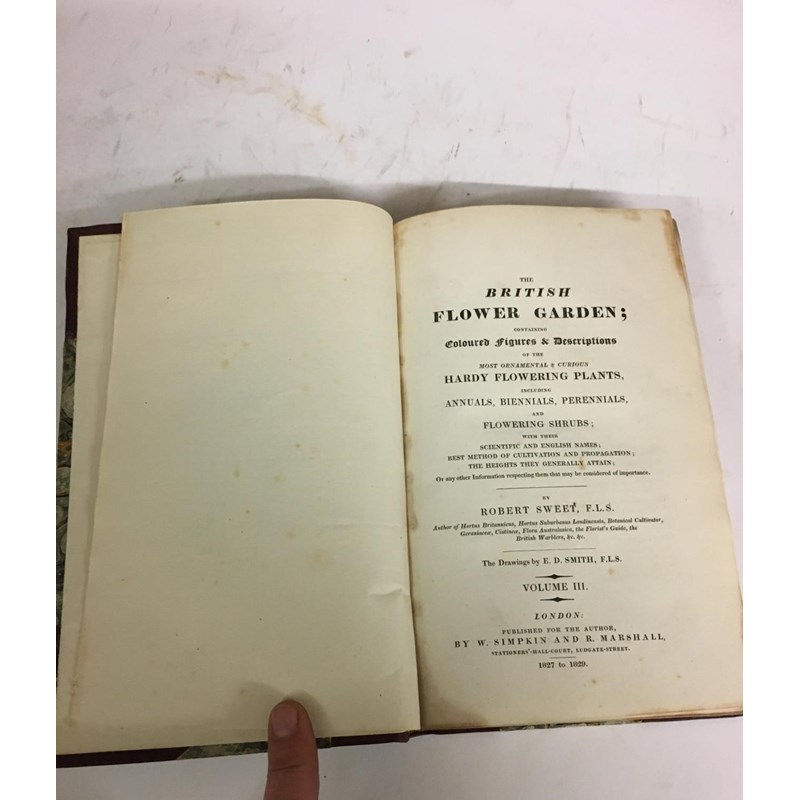 THE
BRITISH
FLOWER GARDEN;
CONTAINING
Coloured Figures & Descriptions
OF THE
MOST ORNAMENTAL & CURIOUS
HARDY FLOWERING PLANTS,
INCLUDING
ANNUALS, BIENNIALS, PERENNIALS,
AND
FLOWERING SHRUBS;
WITH THEIR
SCIENTIFIC AND ENGLISH NAMES;
BEST METHOD OF CULTIVATION AND PROPAGATION;
THE HEIGHTS THEY GENERALLY ATTAIN;
Or any other Information respecting them that may be considered of importance.
BY
ROBERT SWEET, F.L.S.
Author of Hortus Britannicus, Hortus Suburbanus Londinensis, Botanical Cultivator,
Geraniaceæ, Cistineæ, Flora Australasica, the Florist's Guide, the
British Warblers, &c. &c.
The Drawings by E. D. SMITH, F.L.S.
VOLUME III.
LONDON:
PUBLISHED FOR THE AUTHOR,
BY W. SIMPKIN AND R. MARSHALL,
STATIONERS'-HALL-COURT, LUDGATE-STREET.
1827 to 1829.